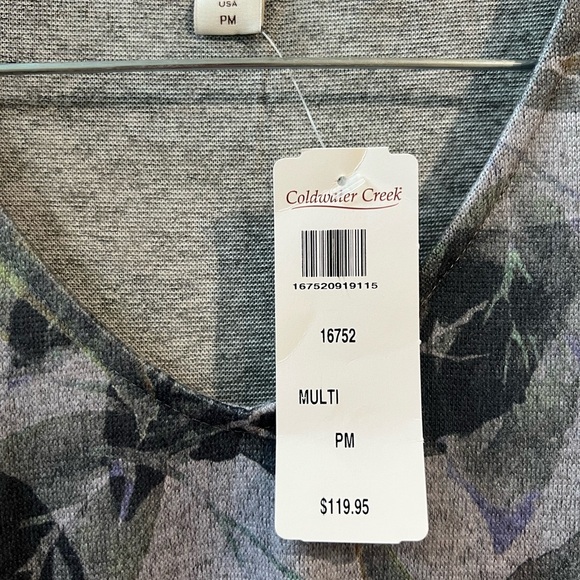 USA
PM
Coldwater Creek
167520919115
16752
MULTI
PM
$119.95